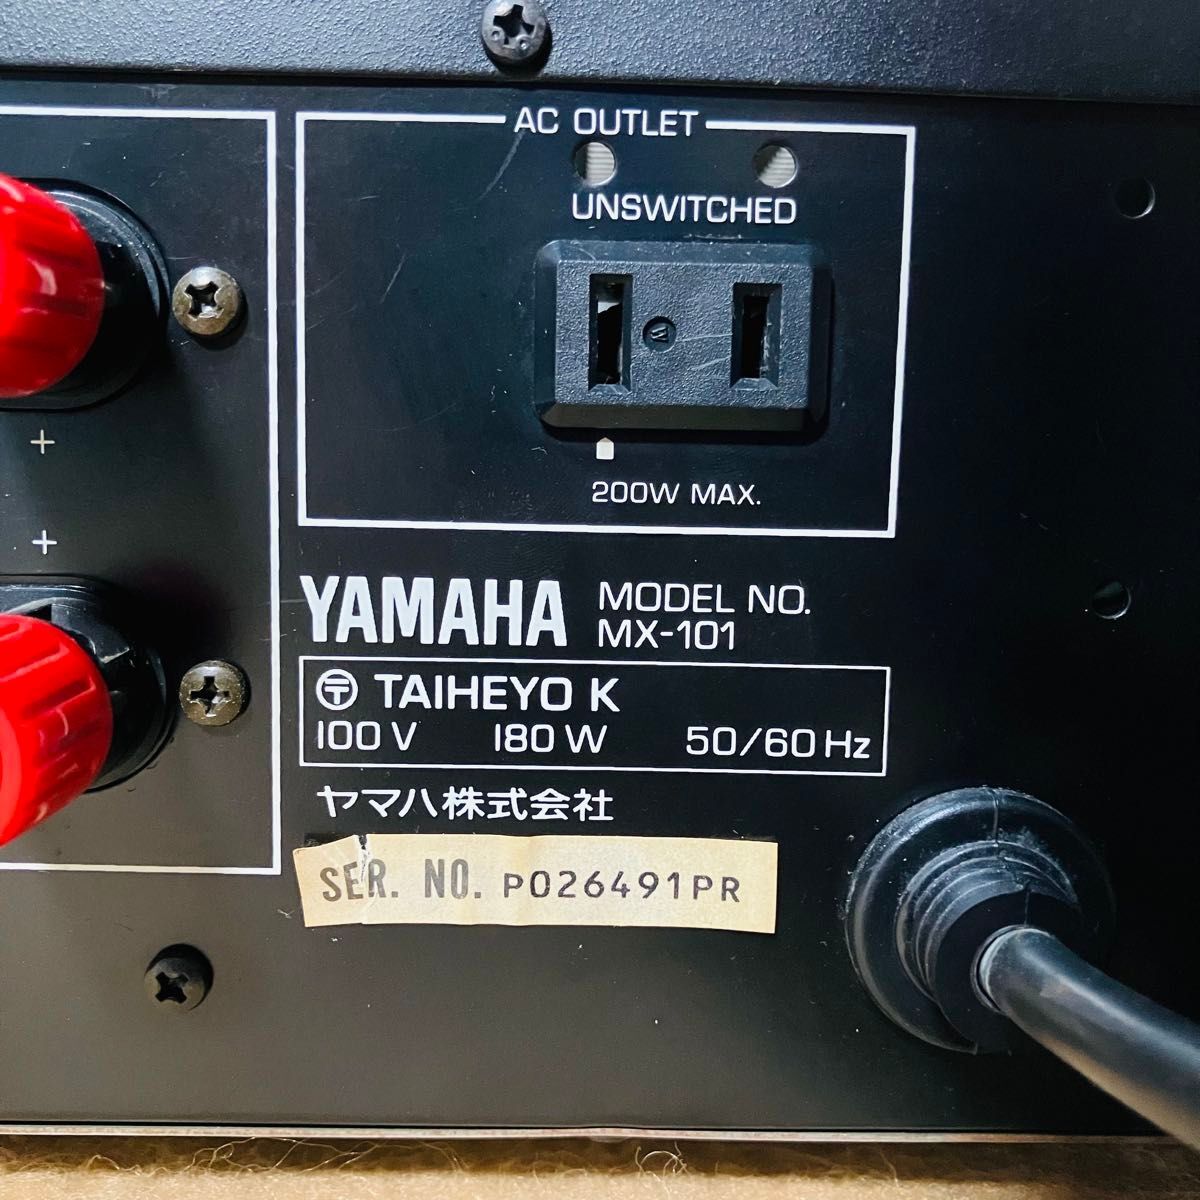 AC OUTLET
UNSWITCHED
W
200W MAX.
+
+
YAMAHA MODEL NO.
MX-101
〒 TAIHEYO K
100V 180W 50/60Hz
ヤマハ株式会社
SER. NO. P026491PR